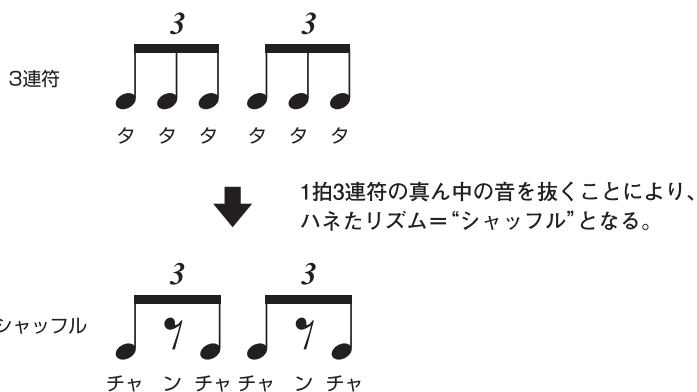 3 3
3連符
タ タ タ タ タ タ
1拍3連符の真ん中の音を抜くことにより、
ハネたリズム＝“シャッフル”となる。
3 3
シャッフル
チャ ン チャ チャ ン チャ